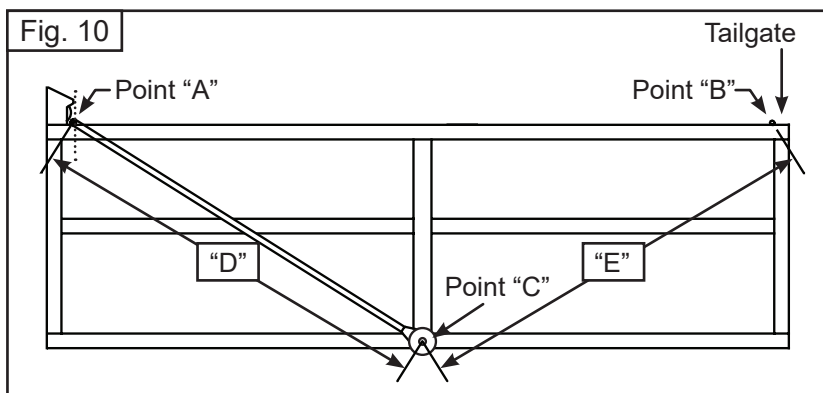 Fig. 10
Tailgate
Point “A”
Point “B”
“D”
“E”
Point “C”